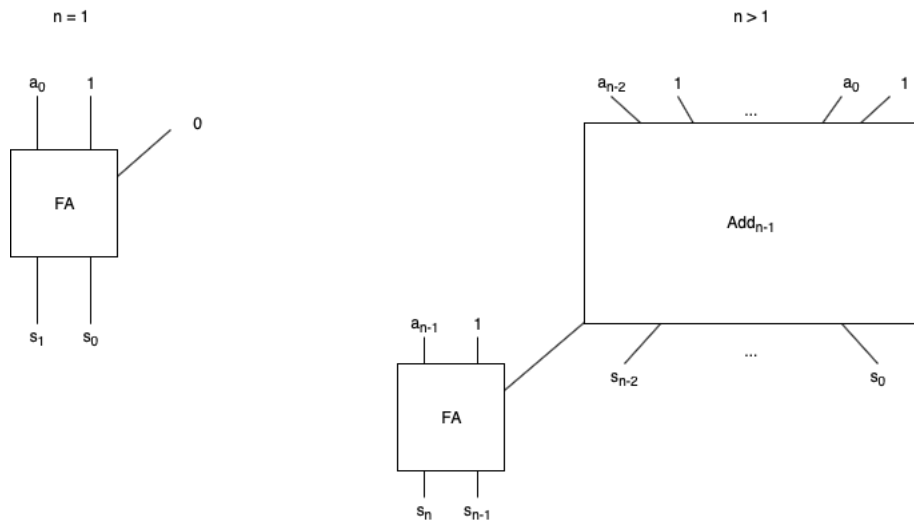 n = 1
n > 1
a₀ 1
0
FA
s₁ s₀
aₙ₋₂ 1 ... a₀ 1
Addₙ₋₁
aₙ₋₁ 1
sₙ₋₂ ... s₀
FA
sₙ sₙ₋₁